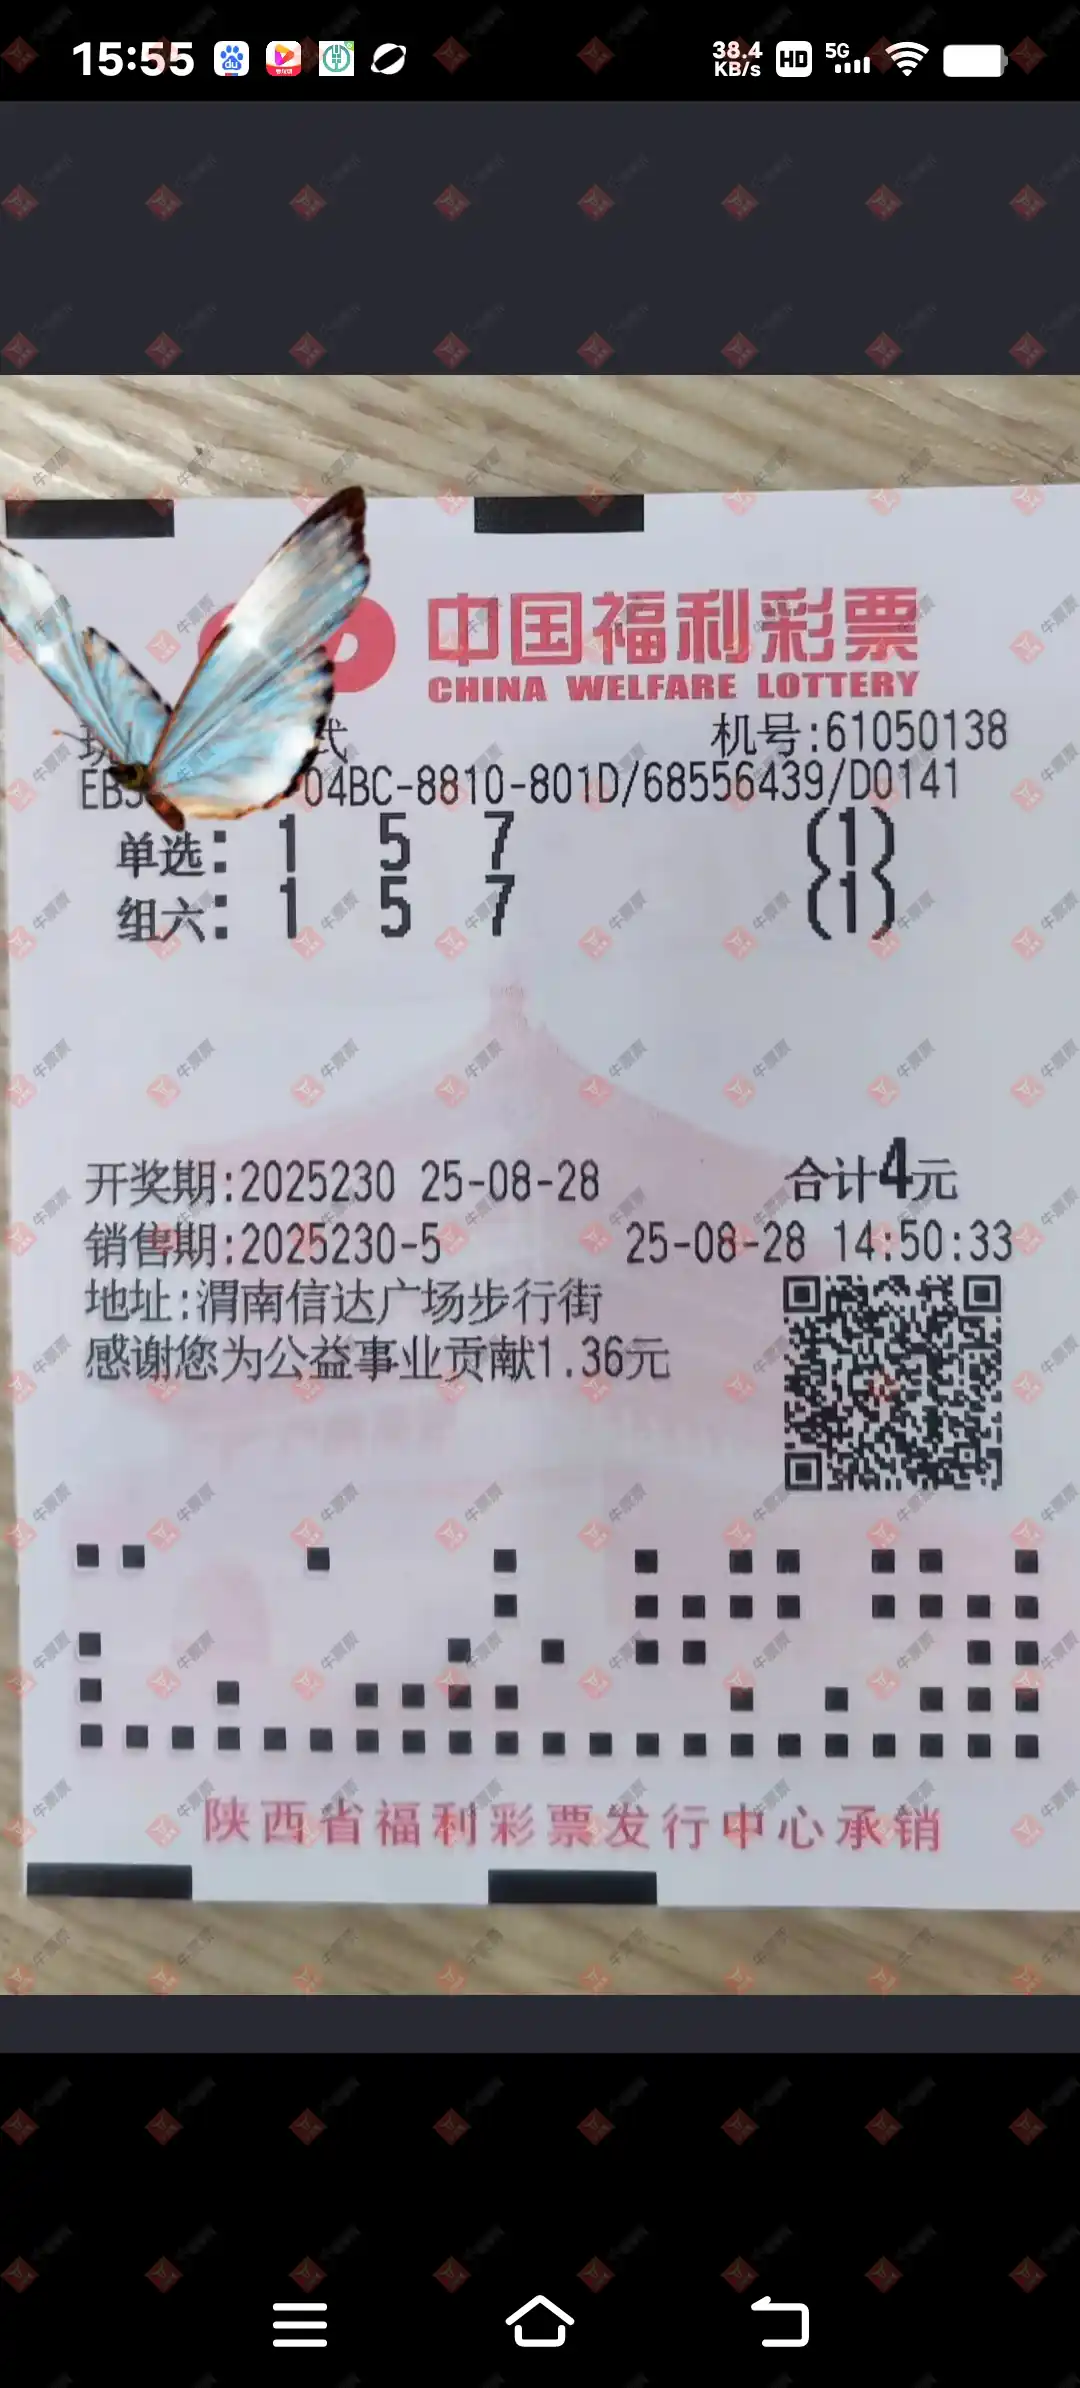 15:55 38.4 KB/s HD 5G
中国福利彩票
CHINA WELFARE LOTTERY
式 机号:61050138
04BC-8810-801D/68556439/D0141
单选: 1 5 7 (1)
组六: 1 5 7 (1)
开奖期:2025230 25-08-28 合计4元
销售期:2025230-5 25-08-28 14:50:33
地址:渭南信达广场步行街
感谢您为公益事业贡献1.36元
陕西省福利彩票发行中心承销
牛票票